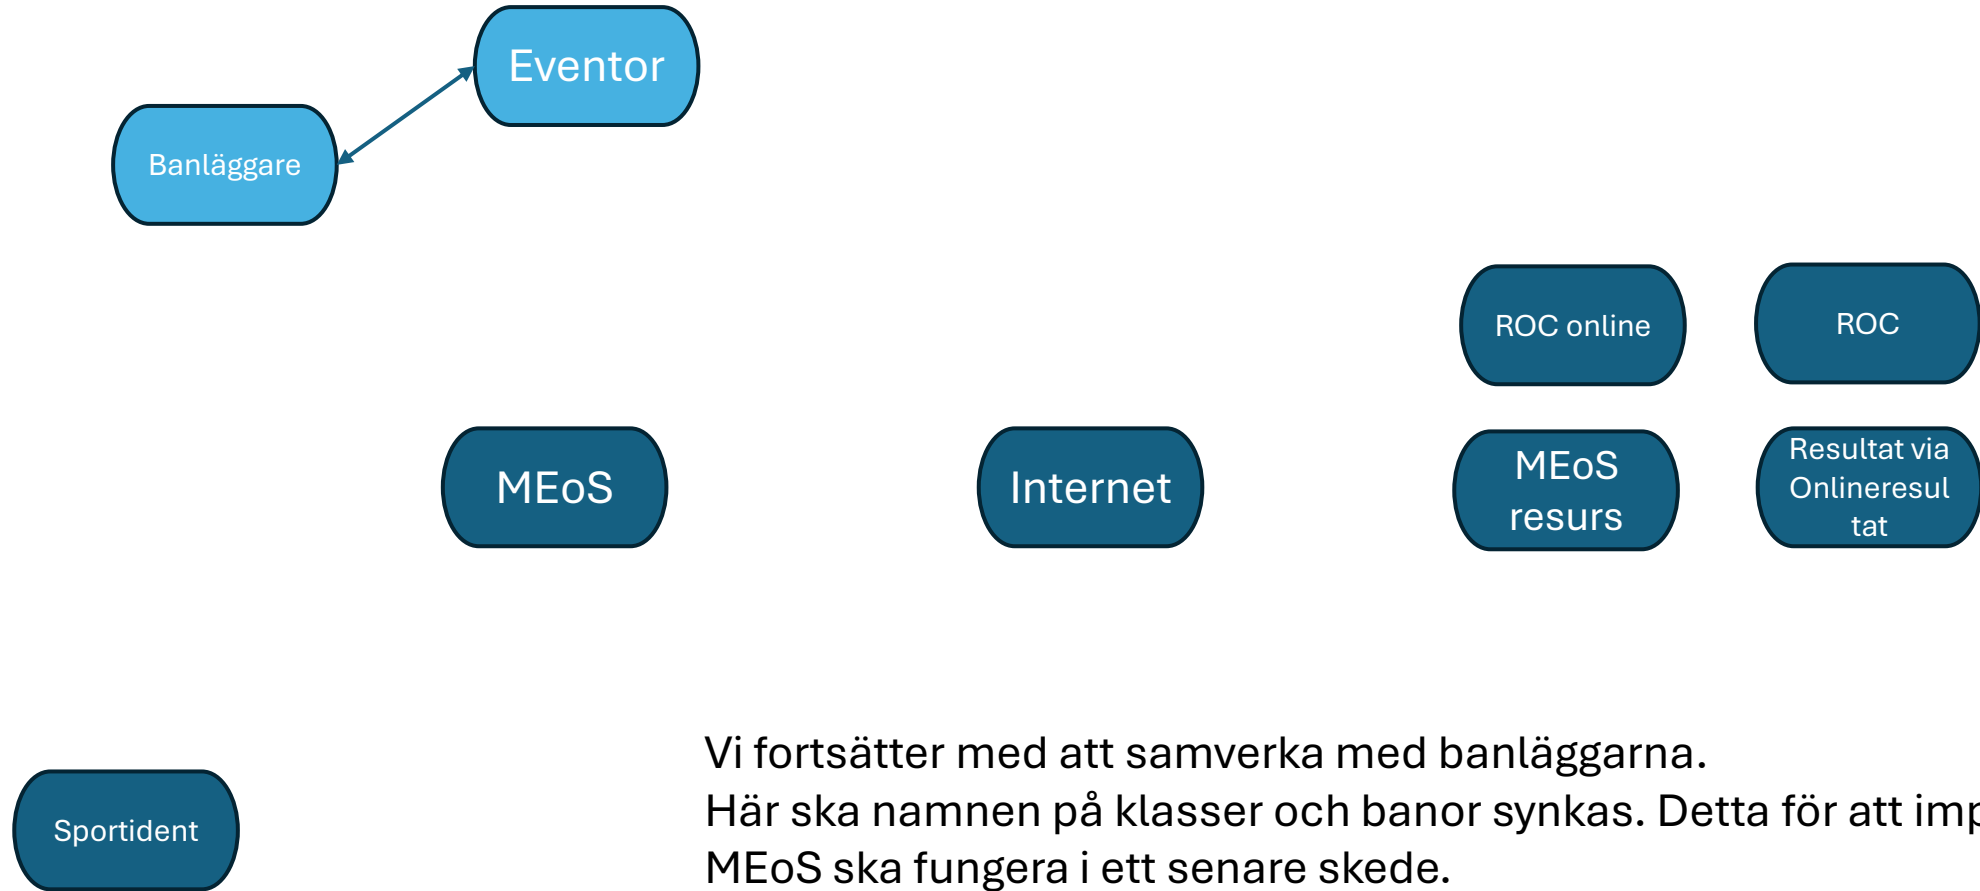 Eventor
Banläggare
ROC online
ROC
MEoS
Internet
MEoS
resurs
Resultat via
Onlineresul
tat
Sportident
Vi fortsätter med att samverka med banläggarna.
Här ska namnen på klasser och banor synkas. Detta för att
MEoS ska fungera i ett senare skede.